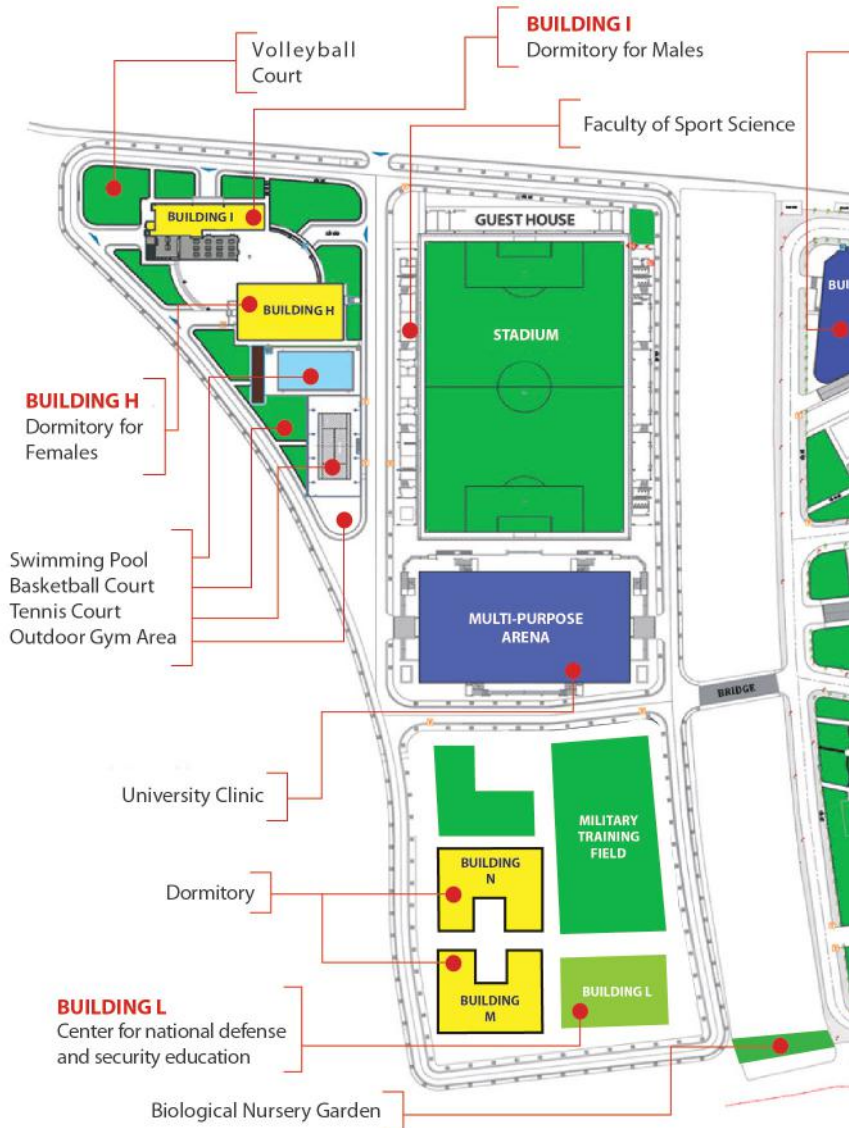 Volleyball
Court
BUILDING I
Dormitory for Males
Faculty of Sport Science
BUILDING I
GUEST HOUSE
BUILDING H
STADIUM
BUILDING H
Dormitory for
Females
Swimming Pool
Basketball Court
Tennis Court
Outdoor Gym Area
MULTI-PURPOSE
ARENA
BRIDGE
University Clinic
MILITARY
TRAINING
FIELD
BUILDING
N
Dormitory
BUILDING
M
BUILDING L
BUILDING L
Center for national defense
and security education
Biological Nursery Garden